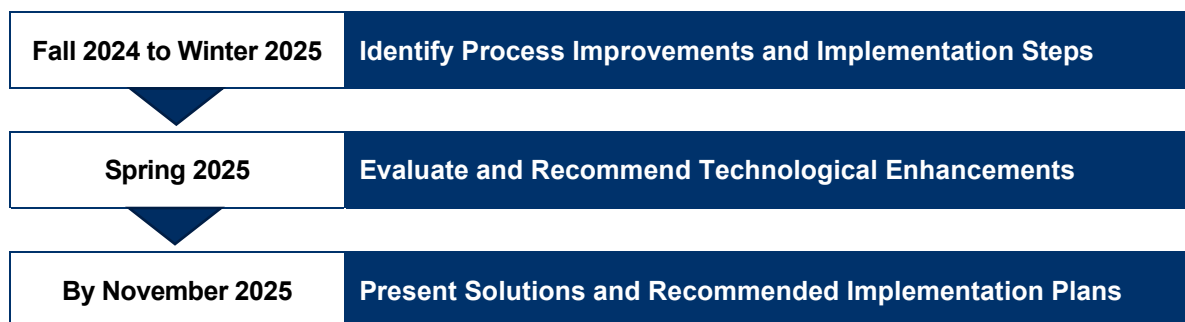 Fall 2024 to Winter 2025 Identify Process Improvements and Implementation Steps
Spring 2025 Evaluate and Recommend Technological Enhancements
By November 2025 Present Solutions and Recommended Implementation Plans